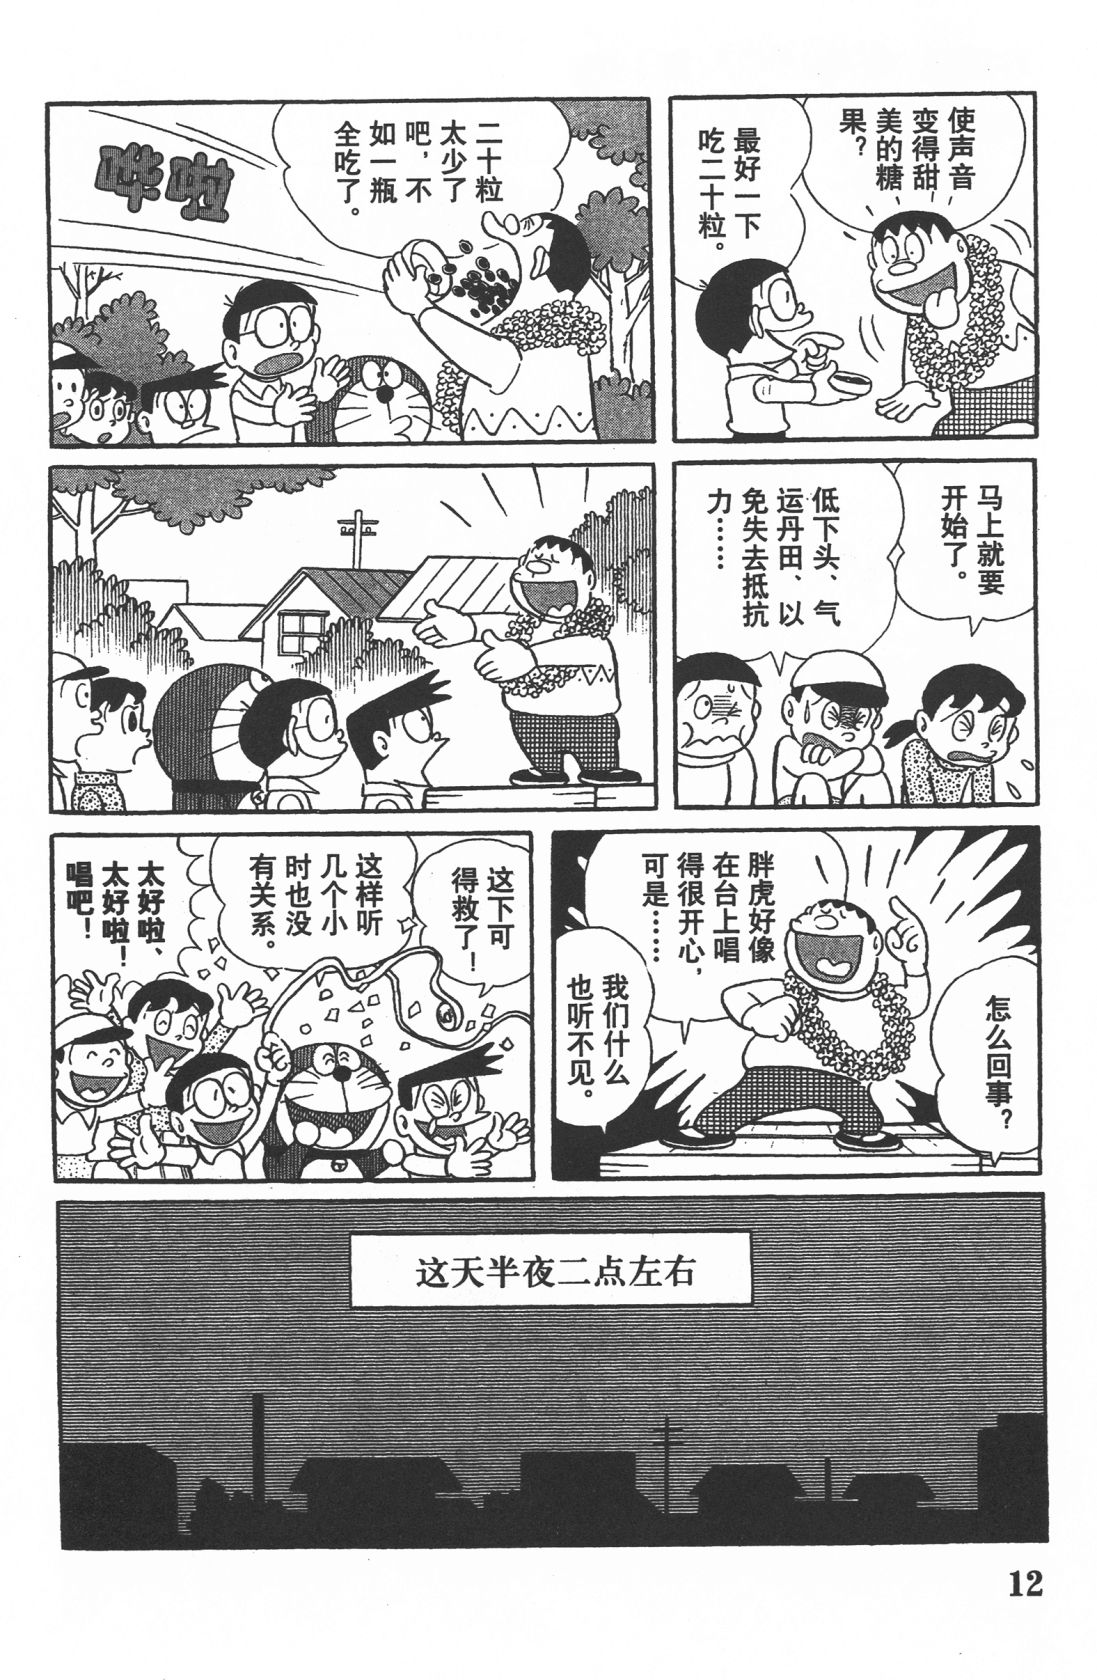 使声音
变得甜
美的糖
果？
最好一下
吃二十粒。
二十粒
太少了
吧，不
如一瓶
全吃了。
哗啦
马上就要
开始了。
低下头、气
运丹田、以
免失去抵抗
力……
怎么回事？
胖虎好像
在台上唱
得很开心，
可是……
我们什么
也听不见。
这下可
得救了！
这样听
几个小
时也没
有关系。
太好啦、
太好啦！
唱吧！
这天半夜二点左右
12